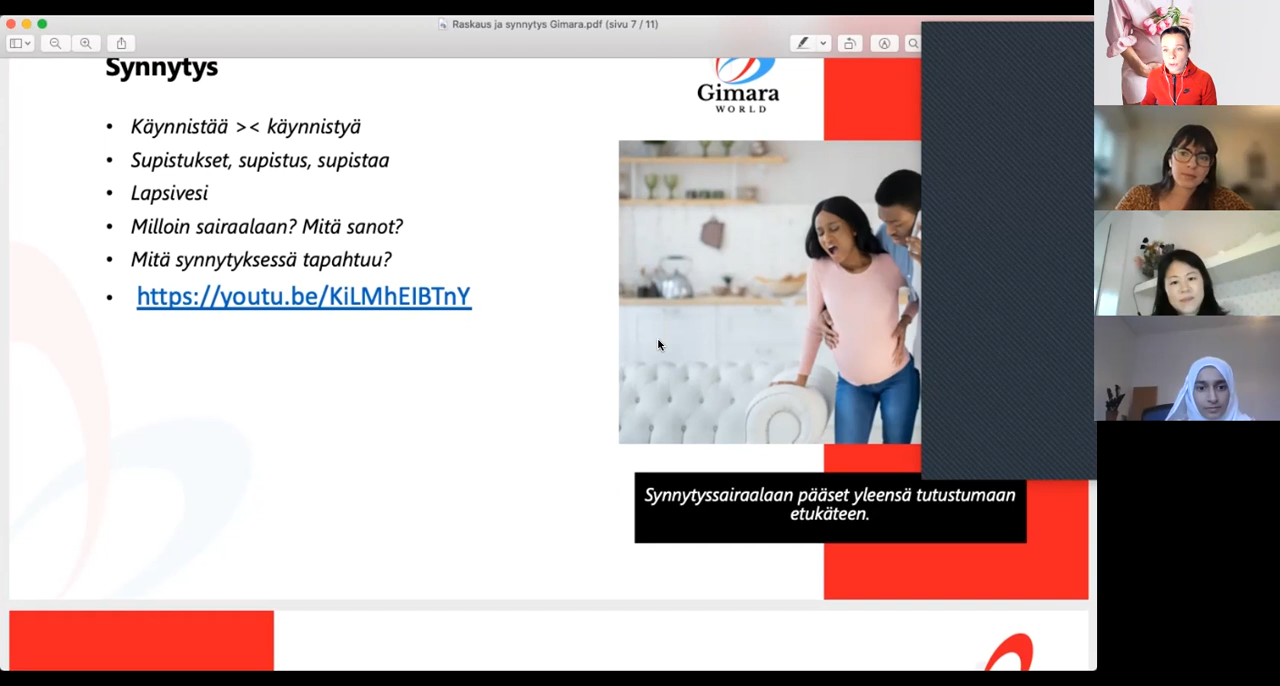 Raskaus ja synnytys Gimara.pdf (sivu 7 / 11)
Synnytys
Gimara
WORLD
• Käynnistää >< käynnistyä
• Supistukset, supistus, supistaa
• Lapsivesi
• Milloin sairaalaan? Mitä sanot?
• Mitä synnytyksessä tapahtuu?
• https://youtu.be/KiLMhEIBTnY
Synnytyssairaalaan pääset yleensä tutustumaan
etukäteen.